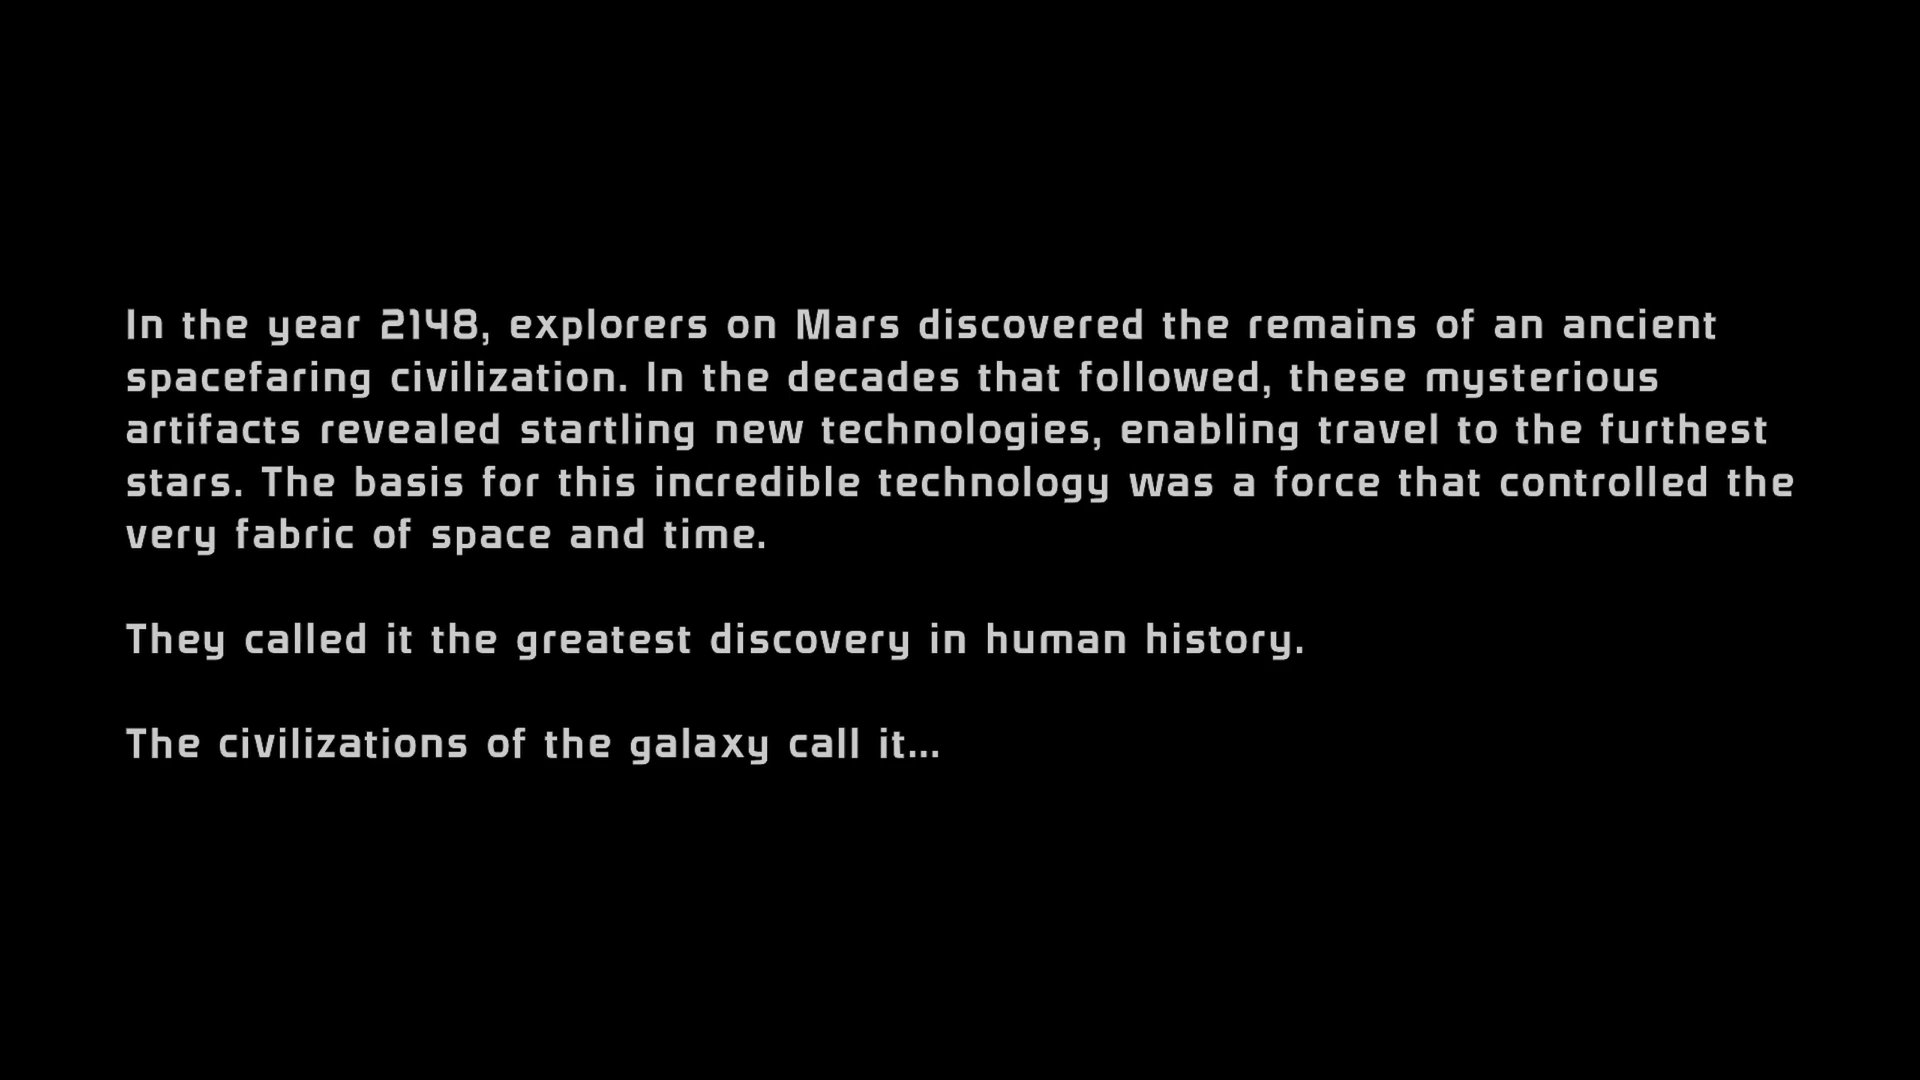 In the year 2148, explorers on Mars discovered the remains of an ancient
spacefaring civilization. In the decades that followed, these mysterious
artifacts revealed startling new technologies, enabling travel to the furthest
stars. The basis for this incredible technology was a force that controlled the
very fabric of space and time.
They called it the greatest discovery in human history.
The civilizations of the galaxy call it...